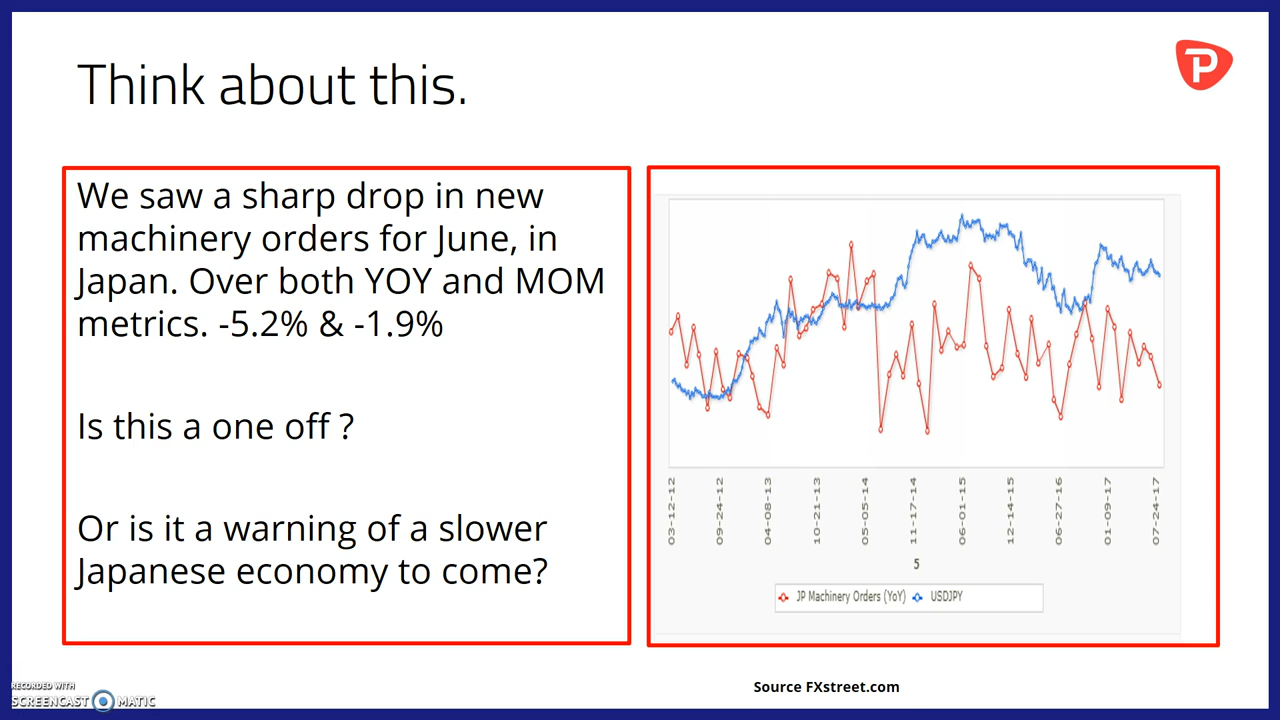 Think about this.
P
We saw a sharp drop in new
machinery orders for June, in
Japan. Over both YOY and MOM
metrics. -5.2% & -1.9%
Is this a one off ?
Or is it a warning of a slower
Japanese economy to come?
03-12-12
09-24-12
04-08-13
10-21-13
05-05-14
11-17-14
06-01-15
12-14-15
06-27-16
01-09-17
07-24-17
5
JP Machinery Orders (YoY) USDJPY
Source FXstreet.com
RECORDED WITH
SCREENCAST MATIC